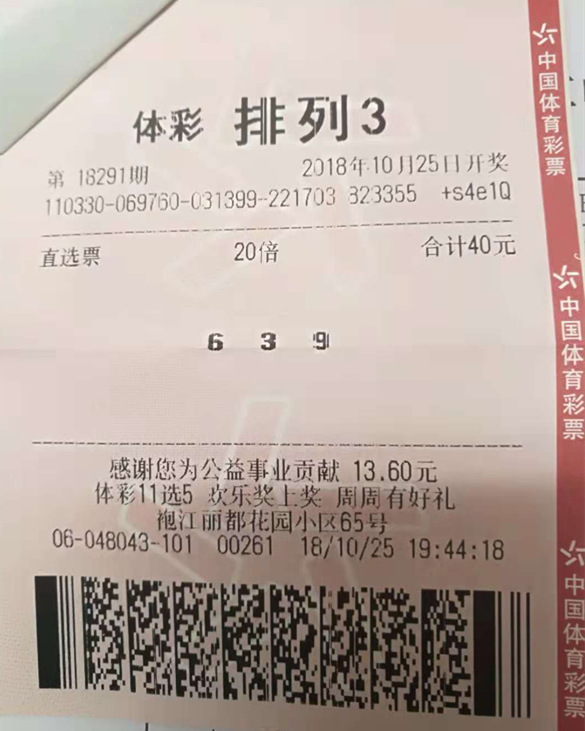 体彩 排列3
第 18291期 2018年10月25日开奖
110330-069760-031399-221703 823355 +s4e1Q
直选票 20倍 合计40元
6 3 9
感谢您为公益事业贡献 13.60元
体彩11选5 欢乐奖上奖 周周有好礼
袍江丽都花园小区65号
06-048043-101 00261 18/10/25 19:44:18
中国体育彩票
中国体育彩票
中国体育彩票